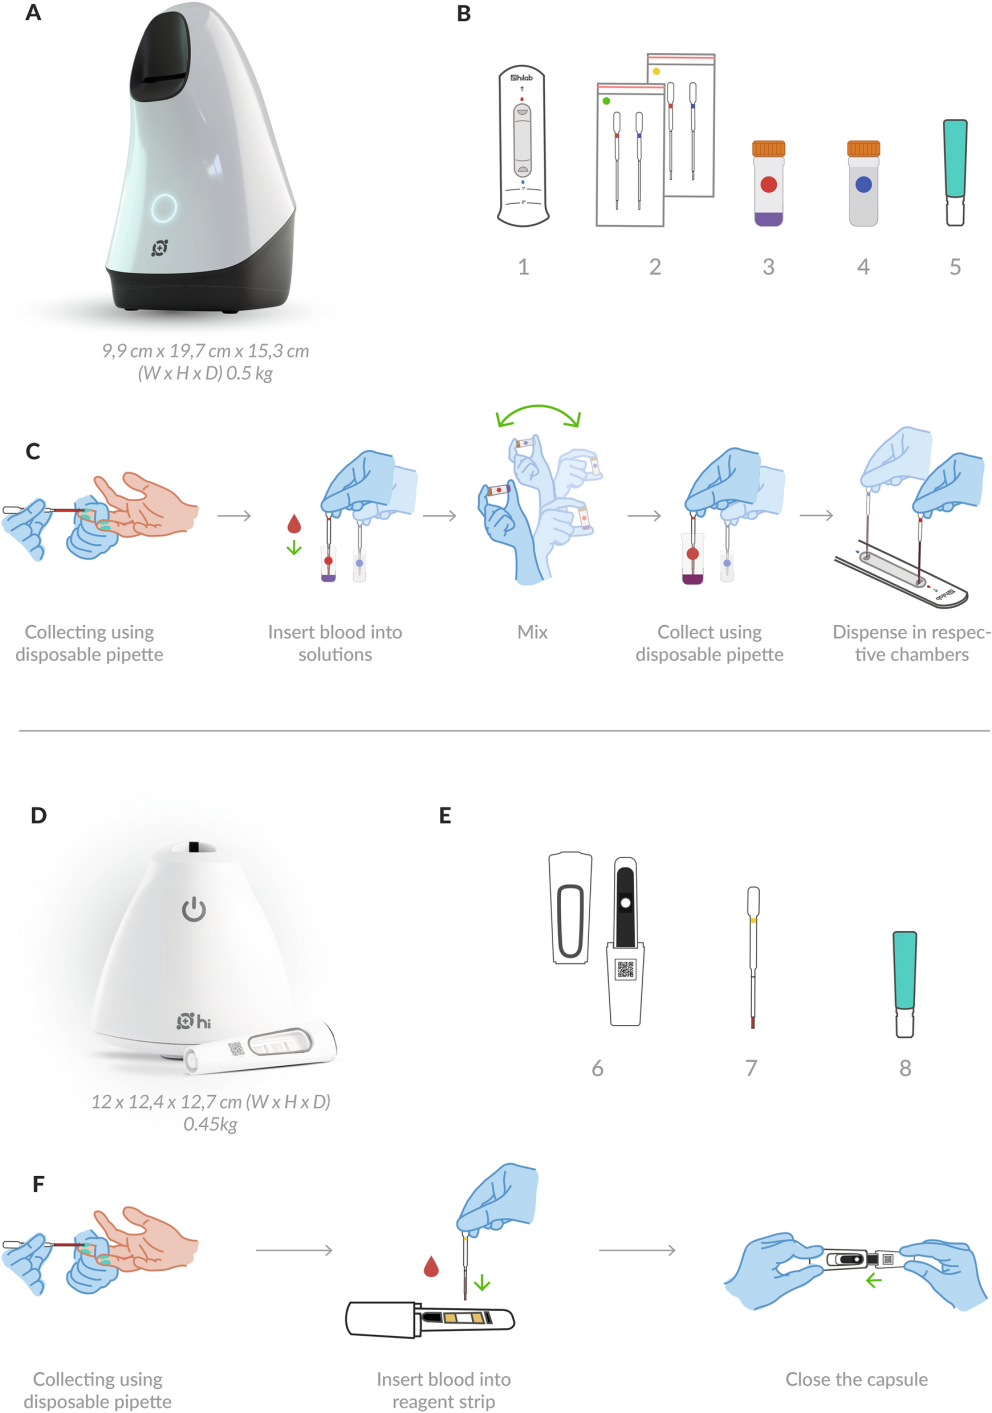 A
B
hilab
1
2
3
4
5
9,9 cm x 19,7 cm x 15,3 cm
(W x H x D) 0.5 kg
C
hilab
Collecting using
disposable pipette
Insert blood into
solutions
Mix
Collect using
disposable pipette
Dispense in respec-
tive chambers
D
E
hi
6
7
8
12 x 12,4 x 12,7 cm (W x H x D)
0.45kg
F
Collecting using
disposable pipette
Insert blood into
reagent strip
Close the capsule